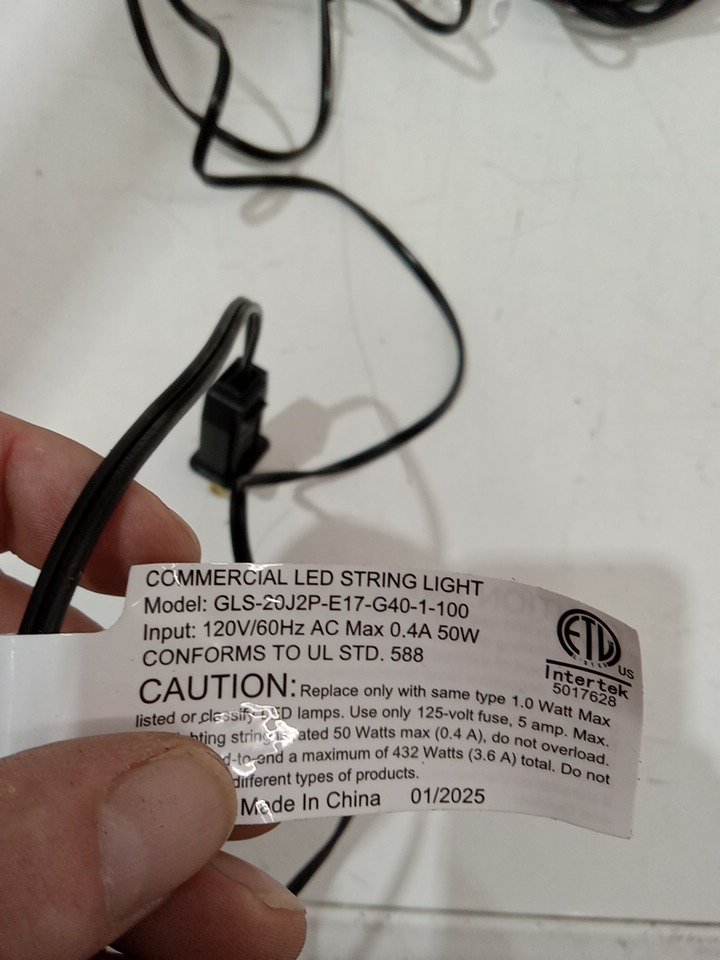 COMMERCIAL LED STRING LIGHT
Model: GLS-20J2P-E17-G40-1-100
Input: 120V/60Hz AC Max 0.4A 50W
CONFORMS TO UL STD. 588
ETL US
Intertek
5017628
CAUTION: Replace only with same type 1.0 Watt Max
listed or classify LED lamps. Use only 125-volt fuse, 5 amp. Max.
string rated 50 Watts max (0.4 A), do not overload.
a maximum of 432 Watts (3.6 A) total. Do not
different types of products.
Made In China 01/2025